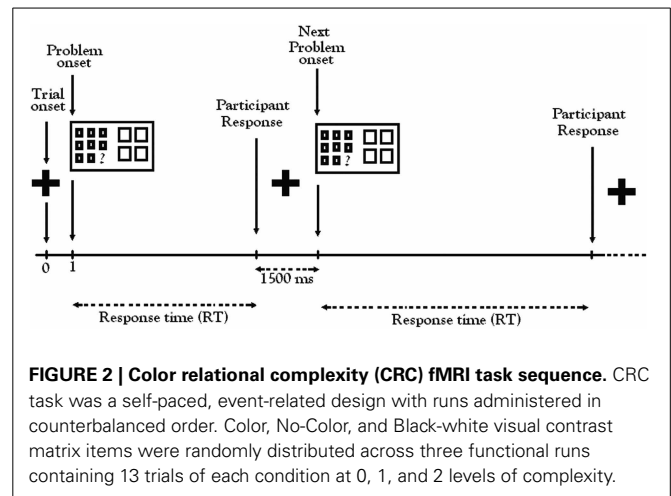 Next
Problem
onset
Problem
onset
Trial
onset
Participant
Response
Participant
Response
?
?
0 1
1500 ms
Response time (RT)
Response time (RT)
FIGURE 2 | Color relational complexity (CRC) fMRI task sequence. CRC
task was a self-paced, event-related design with runs administered in
counterbalanced order. Color, No-Color, and Black-white visual contrast
matrix items were randomly distributed across three functional runs
containing 13 trials of each condition at 0, 1, and 2 levels of complexity.